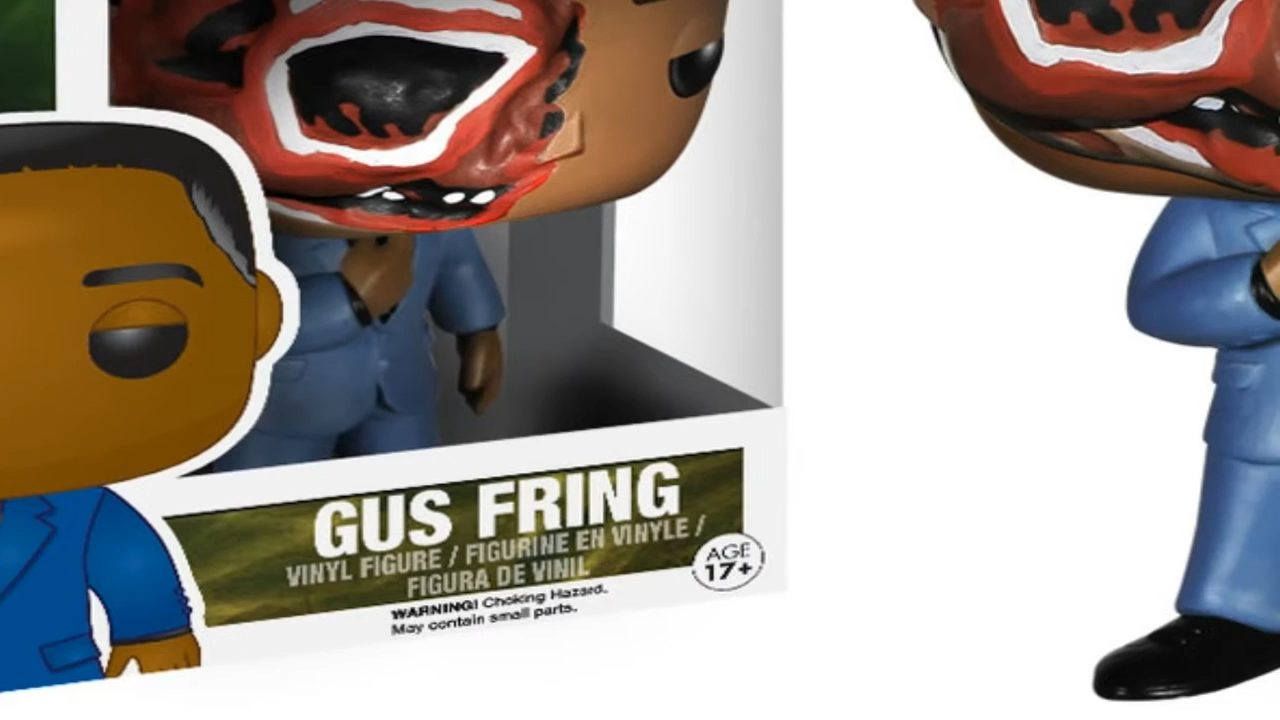 GUS FRING
VINYL FIGURE / FIGURINE EN VINYLE /
FIGURA DE VINIL
AGE
17+
WARNING! Choking Hazard.
May contain small parts.